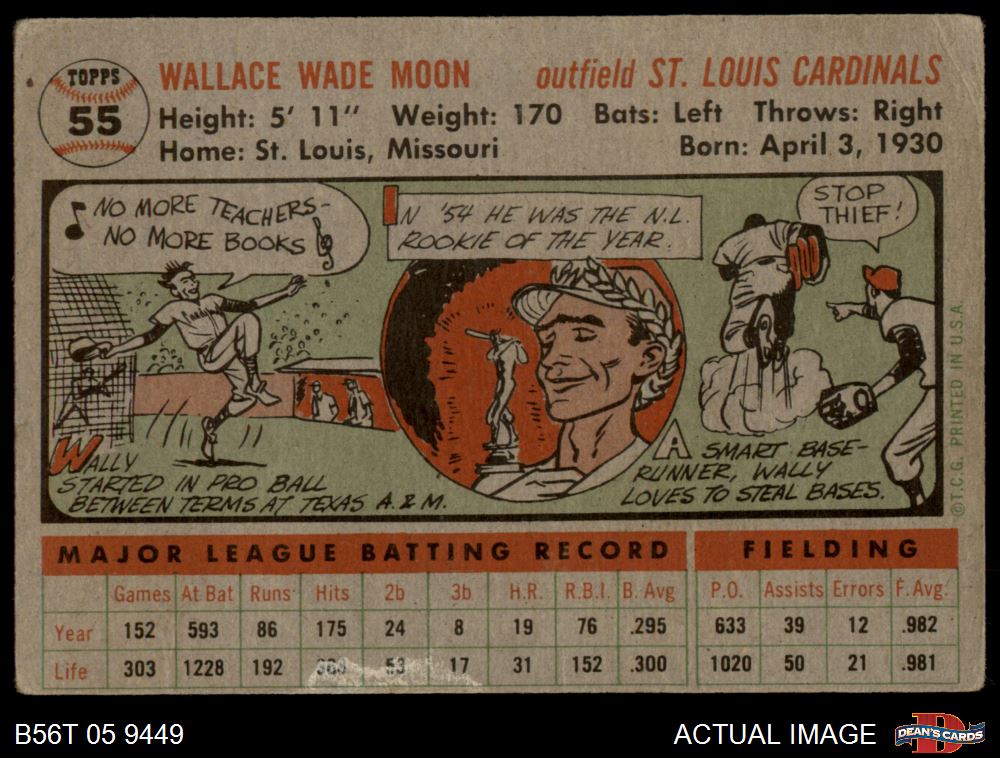 TOPPS
55
WALLACE WADE MOON outfield ST. LOUIS CARDINALS
Height: 5' 11" Weight: 170 Bats: Left Throws: Right
Home: St. Louis, Missouri Born: April 3, 1930
NO MORE TEACHERS-
NO MORE BOOKS
WALLY
STARTED IN PRO BALL
BETWEEN TERMS AT TEXAS A. & M.
IN '54 HE WAS THE N.L.
ROOKIE OF THE YEAR.
STOP
THIEF!
A SMART BASE-
RUNNER, WALLY
LOVES TO STEAL BASES.
©T.C.G. PRINTED IN U.S.A.
MAJOR LEAGUE BATTING RECORD FIELDING
Games At Bat Runs Hits 2b 3b H.R. R.B.I. B. Avg P.O. Assists Errors F. Avg.
Year 152 593 86 175 24 8 19 76 .295 633 39 12 .982
Life 303 1228 192 53 17 31 152 .300 1020 50 21 .981
B56T 05 9449 ACTUAL IMAGE
DEAN'S CARDS